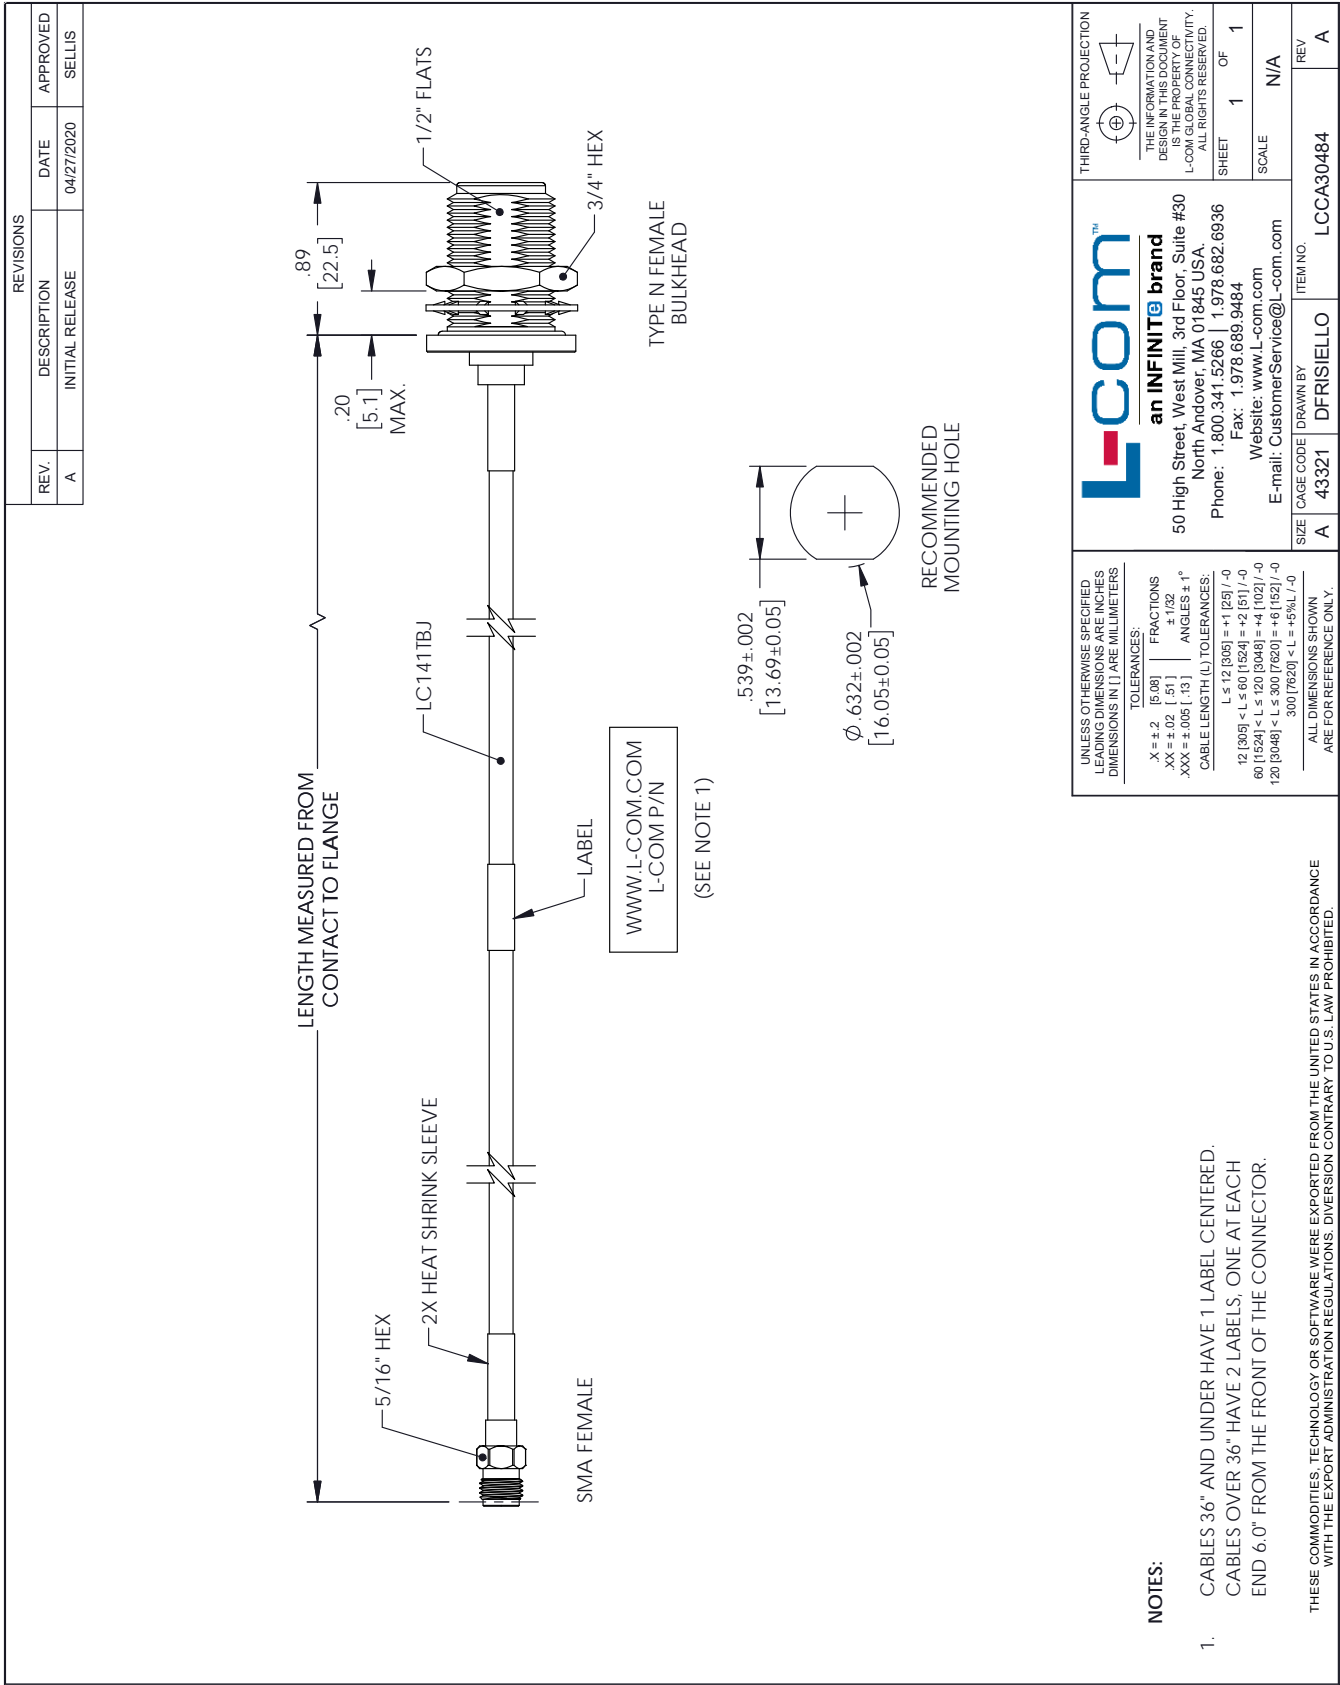 REVISIONS
REV. DESCRIPTION DATE APPROVED
A INITIAL RELEASE 04/27/2020 SELLIS
LENGTH MEASURED FROM
CONTACT TO FLANGE
.89
[22.5]
.20
[5.1]
MAX.
1/2" FLATS
3/4" HEX
5/16" HEX
2X HEAT SHRINK SLEEVE
LC141TBJ
LABEL
WWW.L-COM.COM
L-COM P/N
(SEE NOTE 1)
SMA FEMALE
TYPE N FEMALE
BULKHEAD
.539±.002
[13.69±0.05]
Ø.632±.002
[16.05±0.05]
RECOMMENDED
MOUNTING HOLE
NOTES:
1. CABLES 36" AND UNDER HAVE 1 LABEL CENTERED.
CABLES OVER 36" HAVE 2 LABELS, ONE AT EACH
END 6.0" FROM THE FRONT OF THE CONNECTOR.
THESE COMMODITIES, TECHNOLOGY OR SOFTWARE WERE EXPORTED FROM THE UNITED STATES IN ACCORDANCE
WITH THE EXPORT ADMINISTRATION REGULATIONS. DIVERSION CONTRARY TO U.S. LAW PROHIBITED.
UNLESS OTHERWISE SPECIFIED
LEADING DIMENSIONS ARE INCHES
DIMENSIONS IN [ ] ARE MILLIMETERS
TOLERANCES:
.X = ±.2 [5.08] FRACTIONS
.XX = ±.02 [ .51 ] ± 1/32
.XXX = ±.005 [ .13 ] ANGLES ± 1°
CABLE LENGTH (L) TOLERANCES:
L ≤ 12 [305] = +1 [25] / -0
12 [305] < L ≤ 60 [1524] = +2 [51] / -0
60 [1524] < L ≤ 120 [3048] = +4 [102] / -0
120 [3048] < L ≤ 300 [7620] = +6 [152] / -0
300 [7620] < L = +5%L / -0
ALL DIMENSIONS SHOWN
ARE FOR REFERENCE ONLY.
L-com™
an INFINITe brand
50 High Street, West Mill, 3rd Floor, Suite #30
North Andover, MA 01845 USA.
Phone: 1.800.341.5266 | 1.978.682.6936
Fax: 1.978.689.9484
Website: www.L-com.com
E-mail: CustomerService@L-com.com
THIRD-ANGLE PROJECTION
THE INFORMATION AND
DESIGN IN THIS DOCUMENT
IS THE PROPERTY OF
L-COM GLOBAL CONNECTIVITY.
ALL RIGHTS RESERVED.
SHEET 1 OF 1
SCALE N/A
SIZE CAGE CODE DRAWN BY ITEM NO. REV
A 43321 DFRISIELLO LCCA30484 A